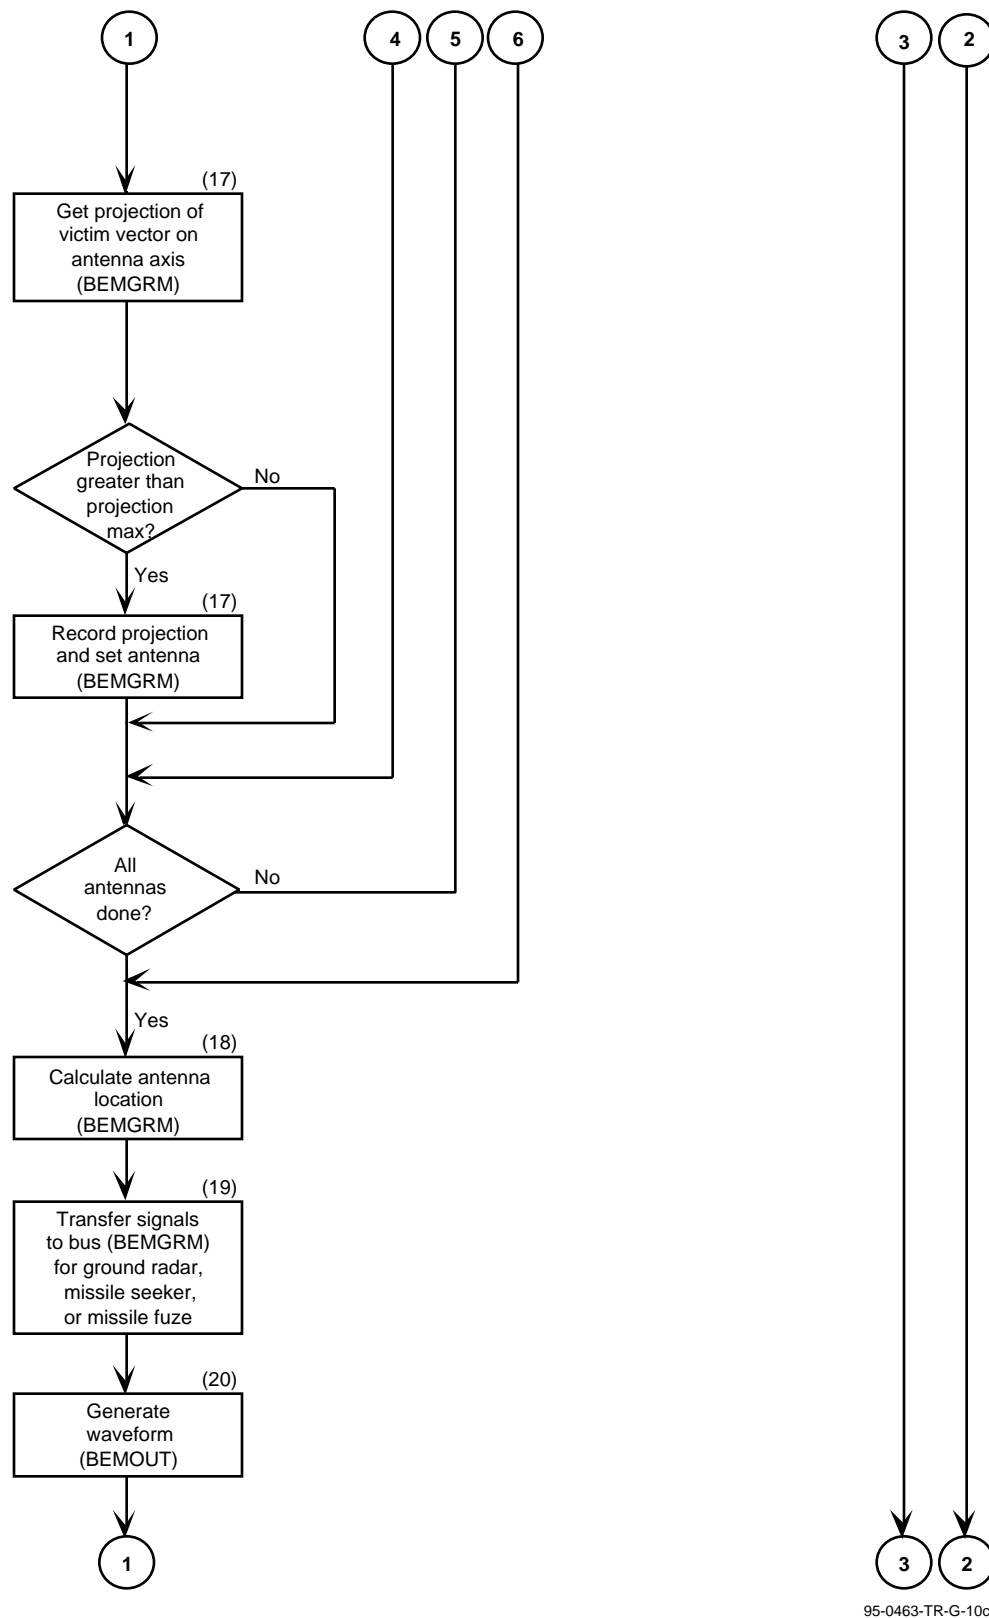 1
4
5
6
3
2
(17)
Get projection of
victim vector on
antenna axis
(BEMGRM)
Projection
greater than
projection
max?
No
Yes
(17)
Record projection
and set antenna
(BEMGRM)
All
antennas
done?
No
Yes
(18)
Calculate antenna
location
(BEMGRM)
(19)
Transfer signals
to bus (BEMGRM)
for ground radar,
missile seeker,
or missile fuze
(20)
Generate
waveform
(BEMOUT)
1
3
2
95-0463-TR-G-10c